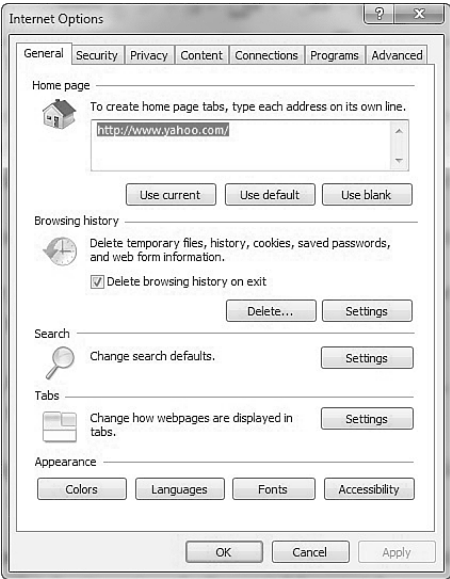 Internet Options
General Security Privacy Content Connections Programs Advanced
Home page
To create home page tabs, type each address on its own line.
http://www.yahoo.com/
Use current Use default Use blank
Browsing history
Delete temporary files, history, cookies, saved passwords,
and web form information.
Delete browsing history on exit
Delete... Settings
Search
Change search defaults. Settings
Tabs
Change how webpages are displayed in Settings
tabs.
Appearance
Colors Languages Fonts Accessibility
OK Cancel Apply